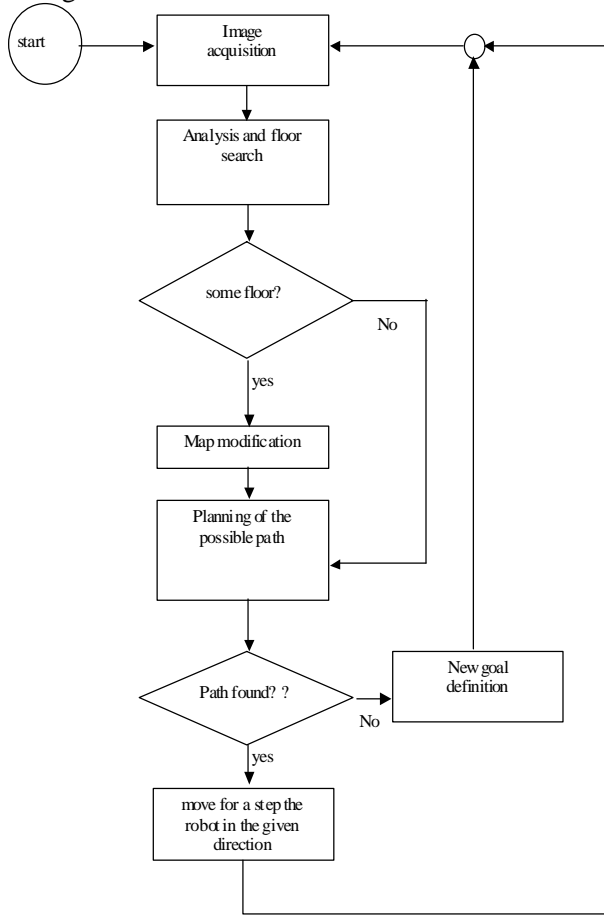 start
Image
acquisition
Analysis and floor
search
some floor?
No
yes
Map modification
Planning of the
possible path
Path found? ?
No
New goal
definition
yes
move for a step the
robot in the given
direction